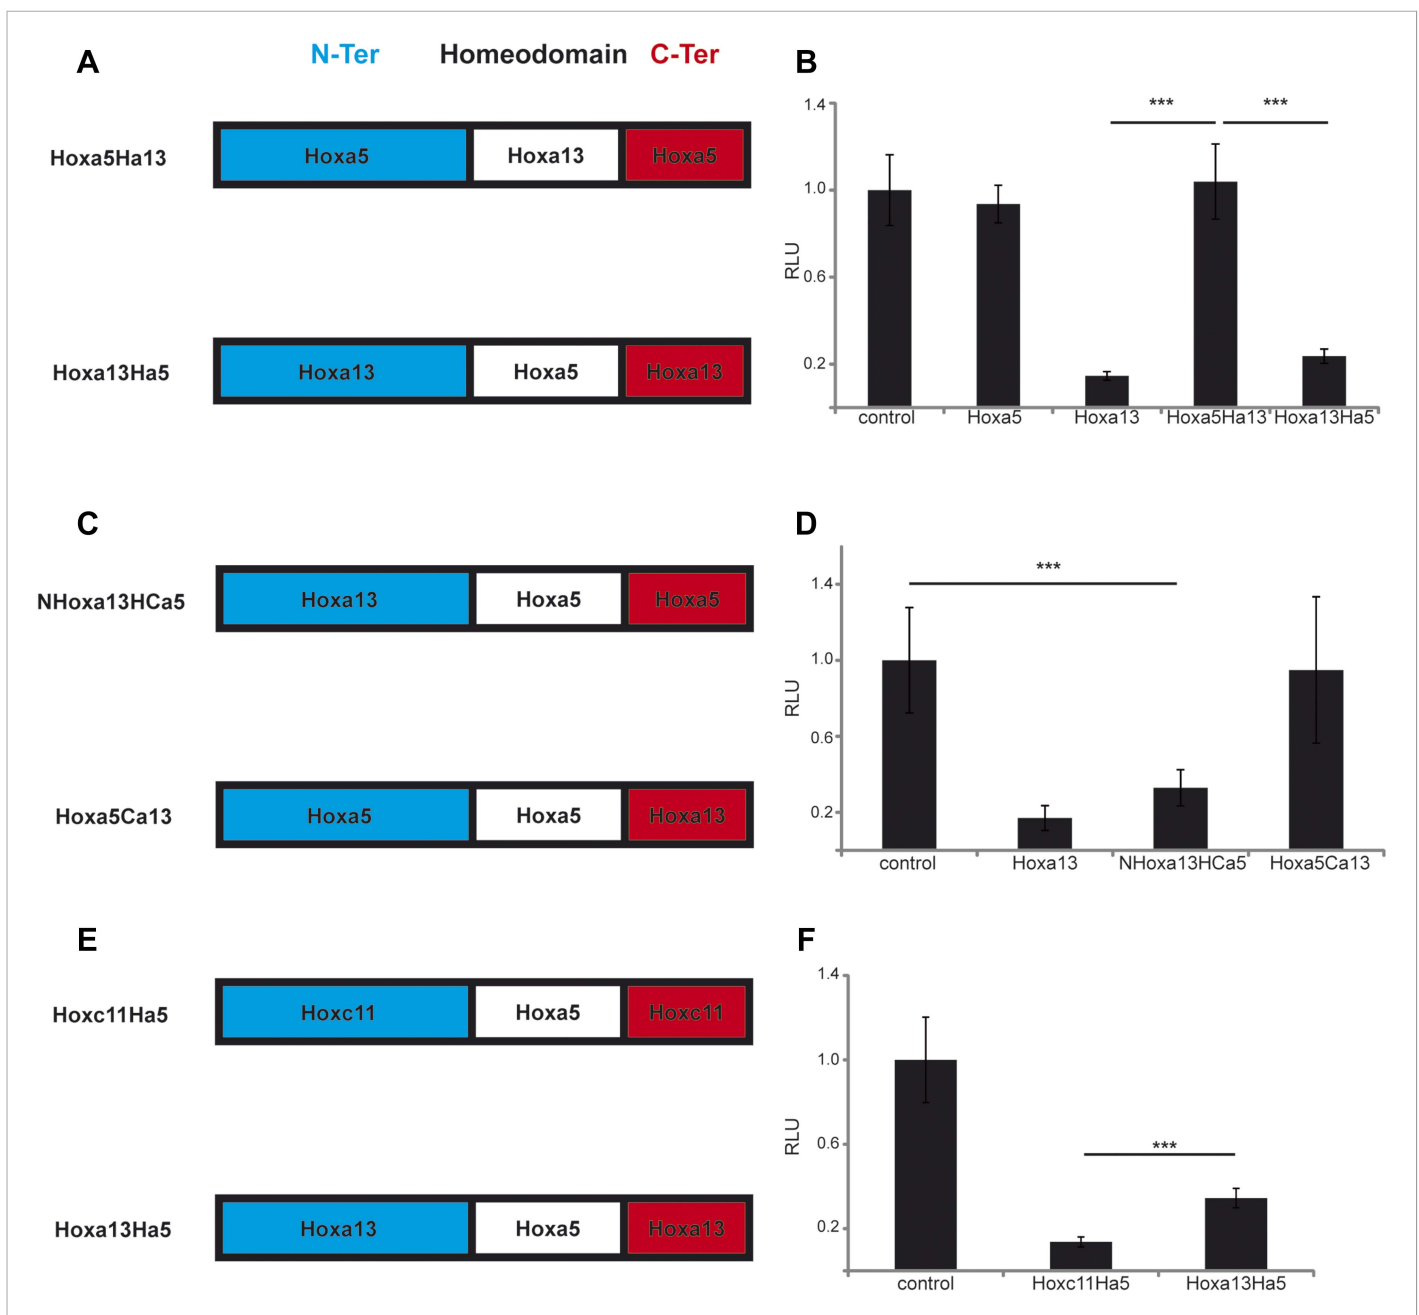 A
N-Ter Homeodomain C-Ter
Hoxa5Ha13
Hoxa5 Hoxa13 Hoxa5
Hoxa13Ha5
Hoxa13 Hoxa5 Hoxa13
B
1.4
1.0
0.6
0.2
RLU
*** ***
control Hoxa5 Hoxa13 Hoxa5Ha13 Hoxa13Ha5
C
NHoxa13HCa5
Hoxa13 Hoxa5 Hoxa5
Hoxa5Ca13
Hoxa5 Hoxa5 Hoxa13
D
1.4
1.0
0.6
0.2
RLU
***
control Hoxa13 NHoxa13HCa5 Hoxa5Ca13
E
Hoxc11Ha5
Hoxc11 Hoxa5 Hoxc11
Hoxa13Ha5
Hoxa13 Hoxa5 Hoxa13
F
1.4
1.0
0.6
0.2
RLU
***
control Hoxc11Ha5 Hoxa13Ha5